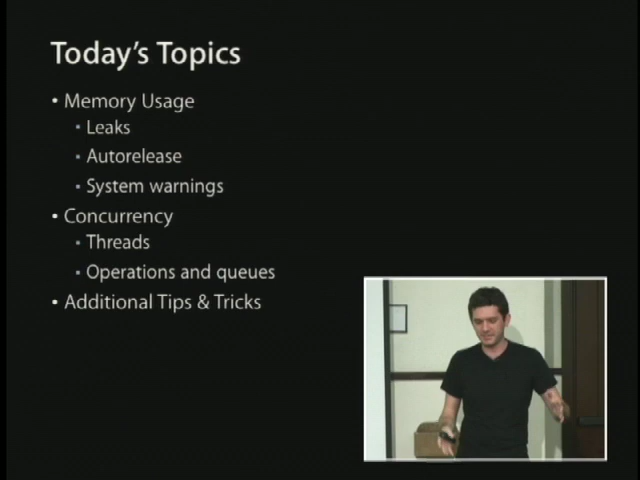 Today's Topics
• Memory Usage
▪ Leaks
▪ Autorelease
▪ System warnings
• Concurrency
▪ Threads
▪ Operations and queues
• Additional Tips & Tricks